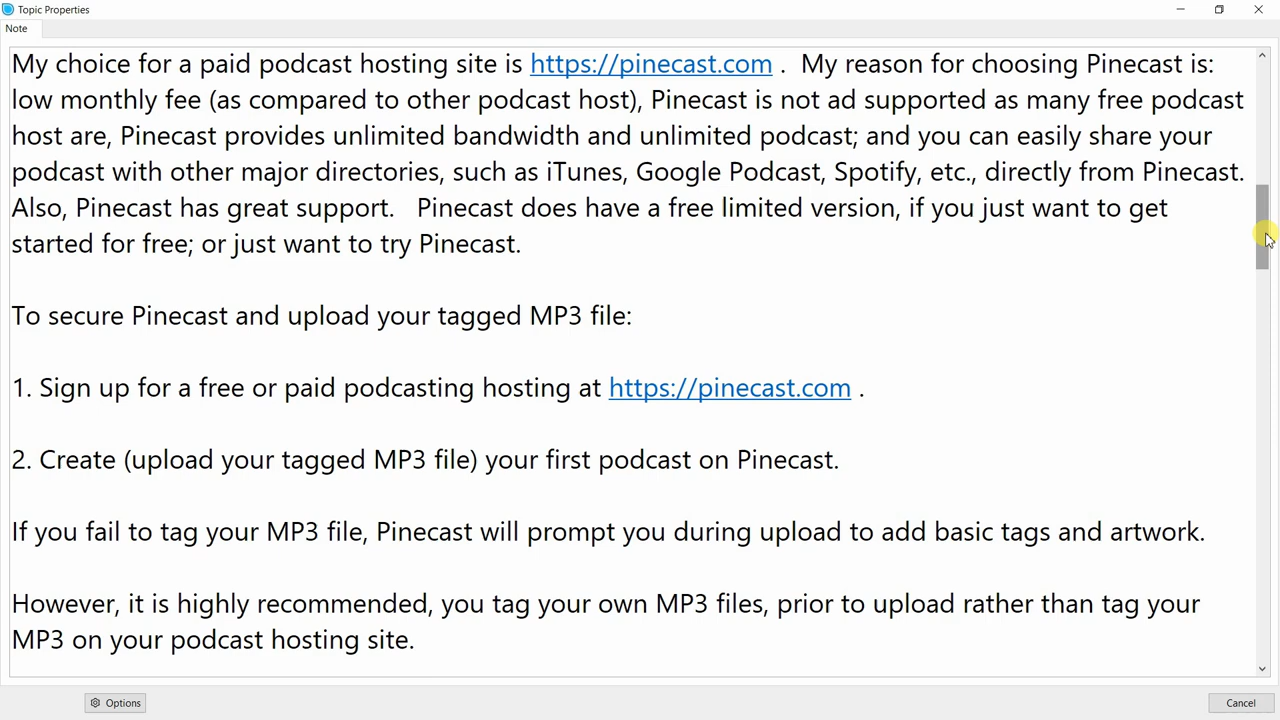 Topic Properties
Note
My choice for a paid podcast hosting site is https://pinecast.com .  My reason for choosing Pinecast is:
low monthly fee (as compared to other podcast host), Pinecast is not ad supported as many free podcast
host are, Pinecast provides unlimited bandwidth and unlimited podcast; and you can easily share your
podcast with other major directories, such as iTunes, Google Podcast, Spotify, etc., directly from Pinecast.
Also, Pinecast has great support.   Pinecast does have a free limited version, if you just want to get
started for free; or just want to try Pinecast.
To secure Pinecast and upload your tagged MP3 file:
1. Sign up for a free or paid podcasting hosting at https://pinecast.com .
2. Create (upload your tagged MP3 file) your first podcast on Pinecast.
If you fail to tag your MP3 file, Pinecast will prompt you during upload to add basic tags and artwork.
However, it is highly recommended, you tag your own MP3 files, prior to upload rather than tag your
MP3 on your podcast hosting site.
Options
Cancel